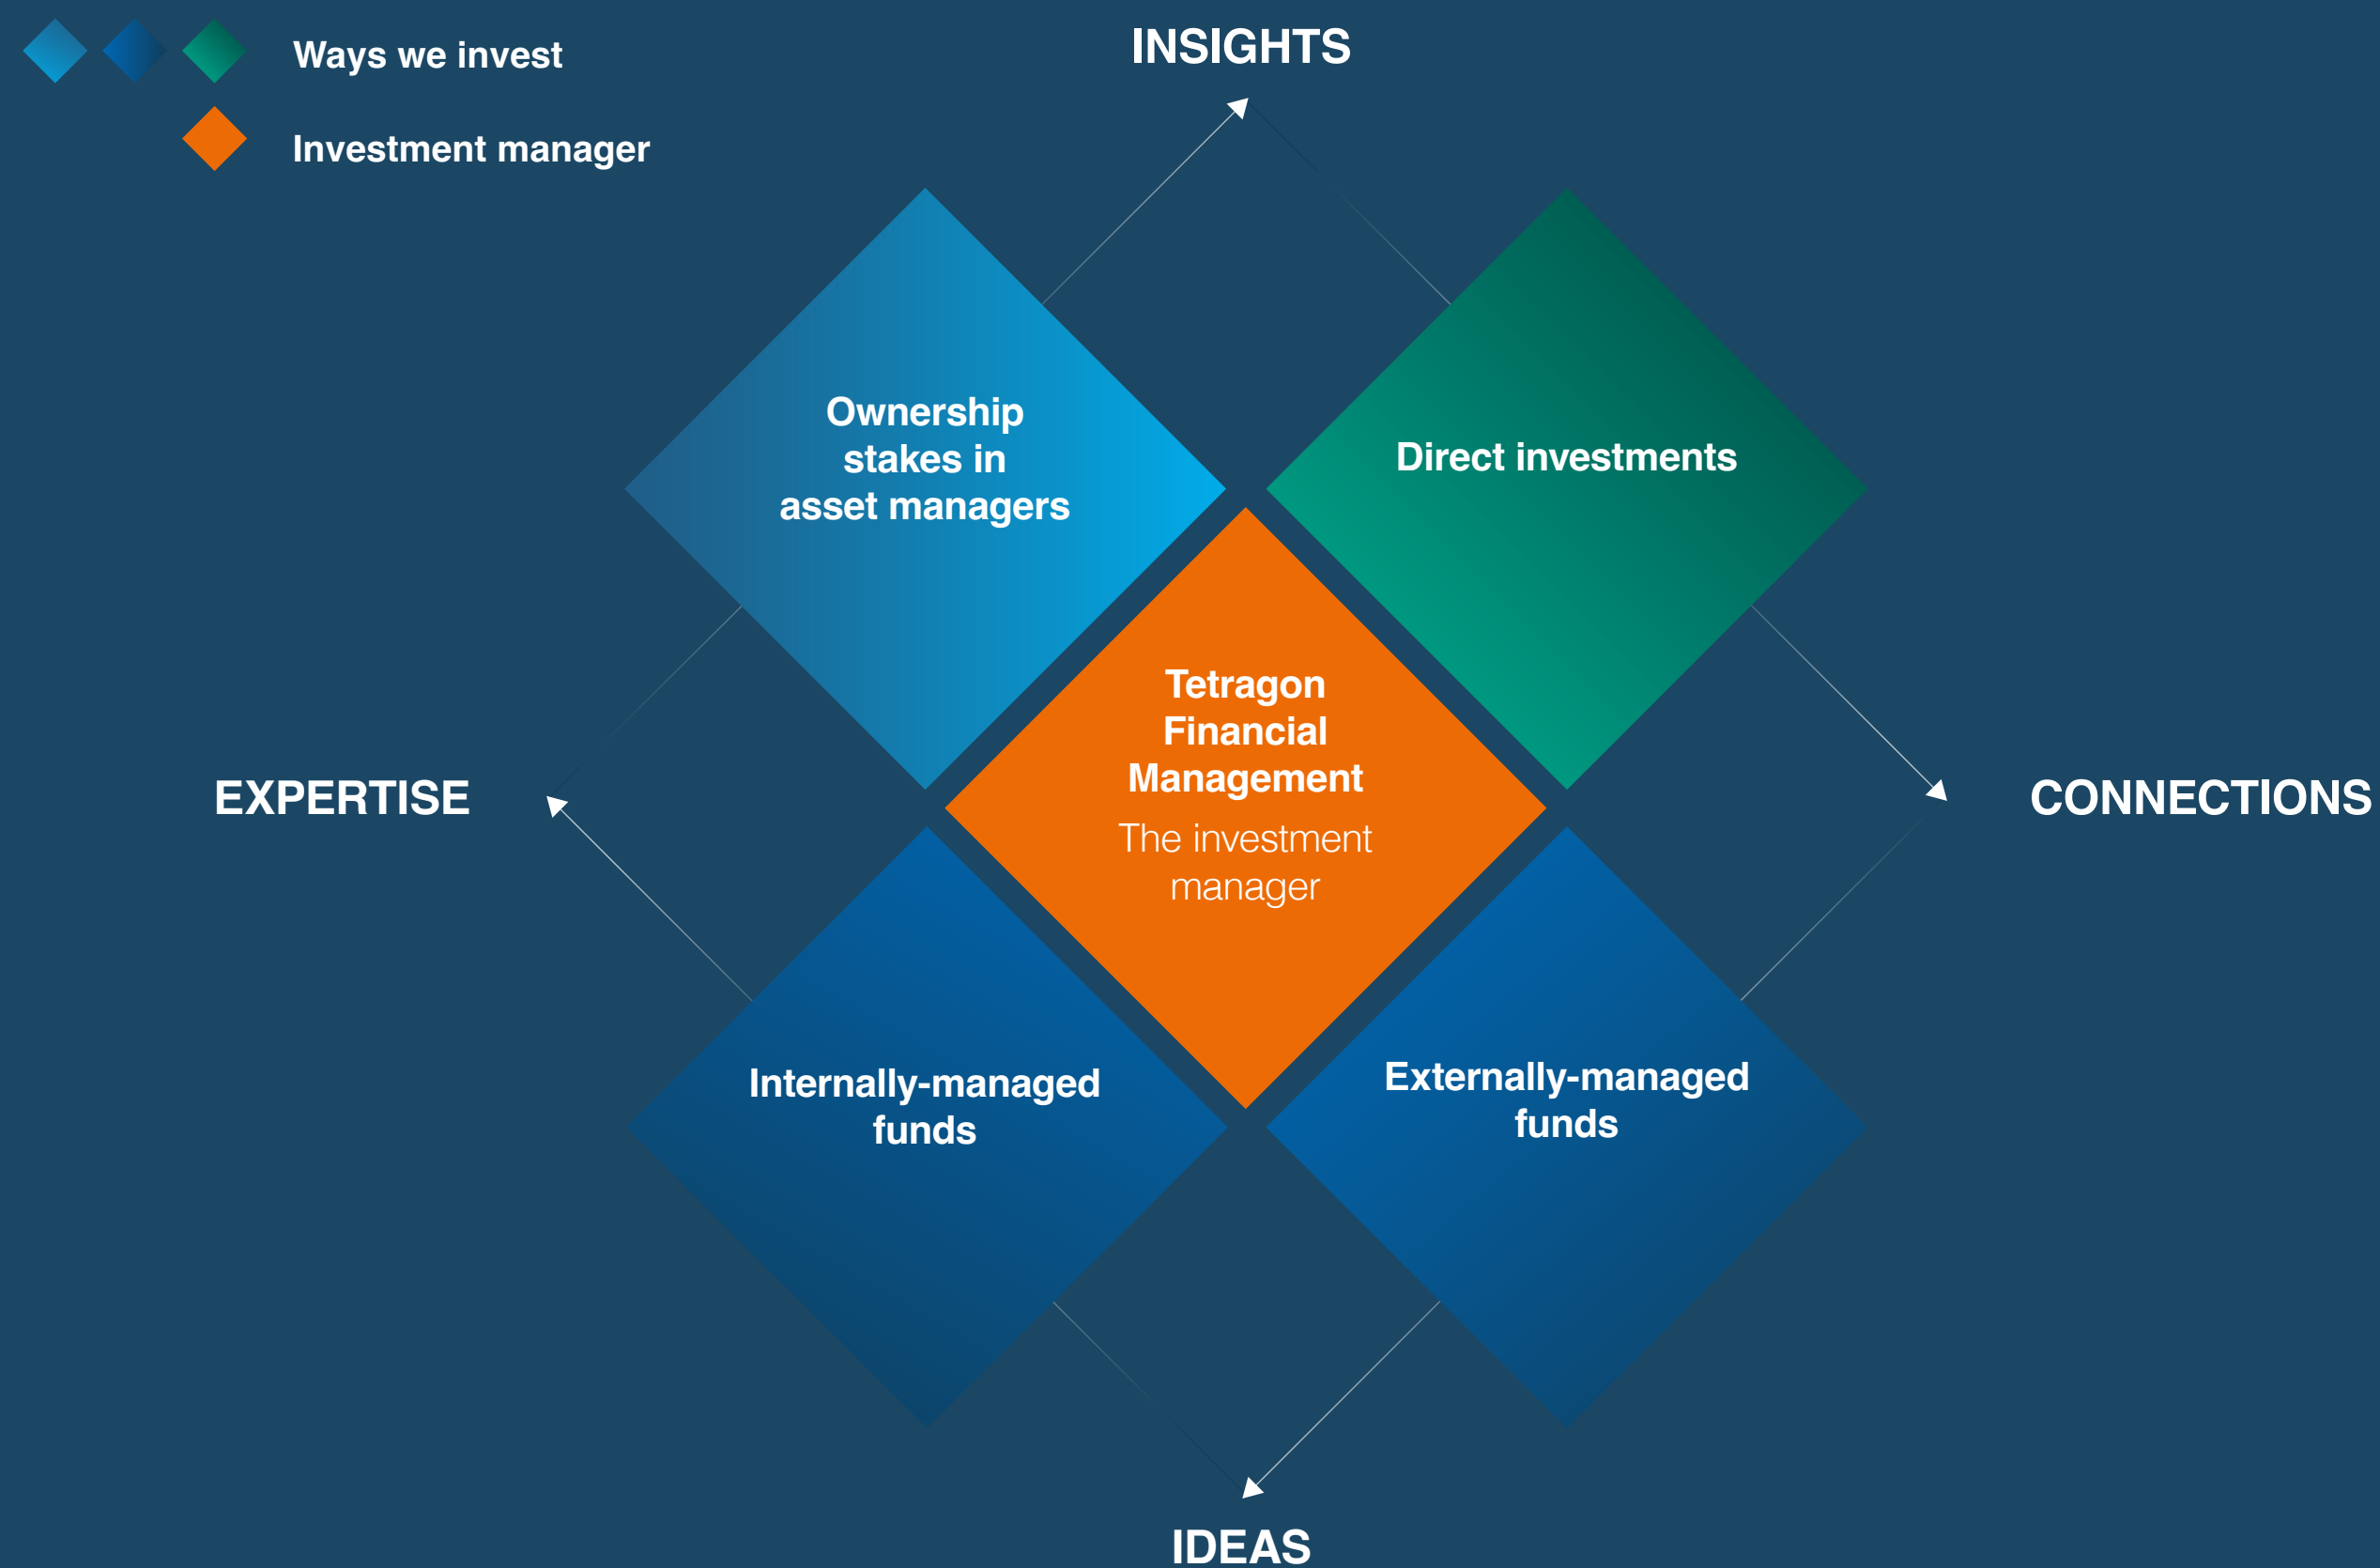 Ways we invest
Investment manager
INSIGHTS
Ownership
stakes in
asset managers
Direct investments
Tetragon
Financial
Management
The investment
manager
EXPERTISE
CONNECTIONS
Internally-managed
funds
Externally-managed
funds
IDEAS